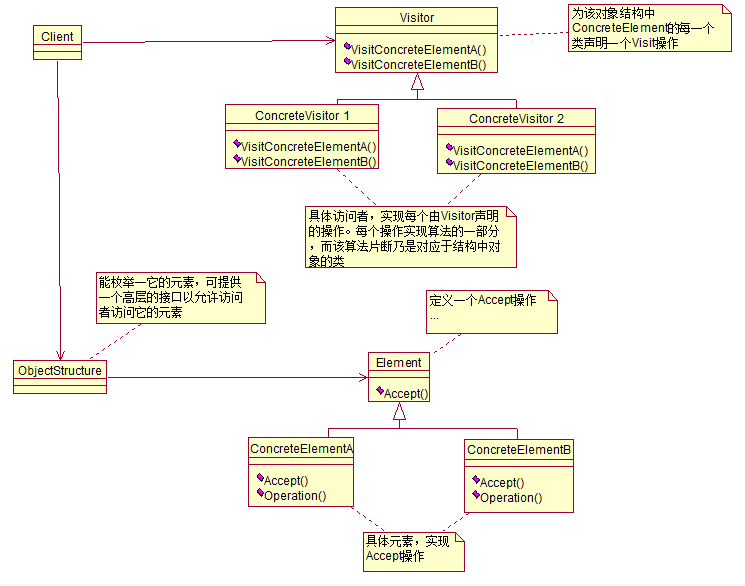 Client
Visitor
VisitConcreteElementA()
VisitConcreteElementB()
为该对象结构中
ConcreteElement的每一个
类声明一个Visit操作
ConcreteVisitor 1
VisitConcreteElementA()
VisitConcreteElementB()
ConcreteVisitor 2
VisitConcreteElementA()
VisitConcreteElementB()
具体访问者，实现每个由Visitor声明
的操作。每个操作实现算法的一部分
，而该算法片断乃是对应于结构中对
象的类
能枚举一它的元素，可提供
一个高层的接口以允许访问
者访问它的元素
定义一个Accept操作
...
ObjectStructure
Element
Accept()
ConcreteElementA
Accept()
Operation()
ConcreteElementB
Accept()
Operation()
具体元素，实现
Accept操作